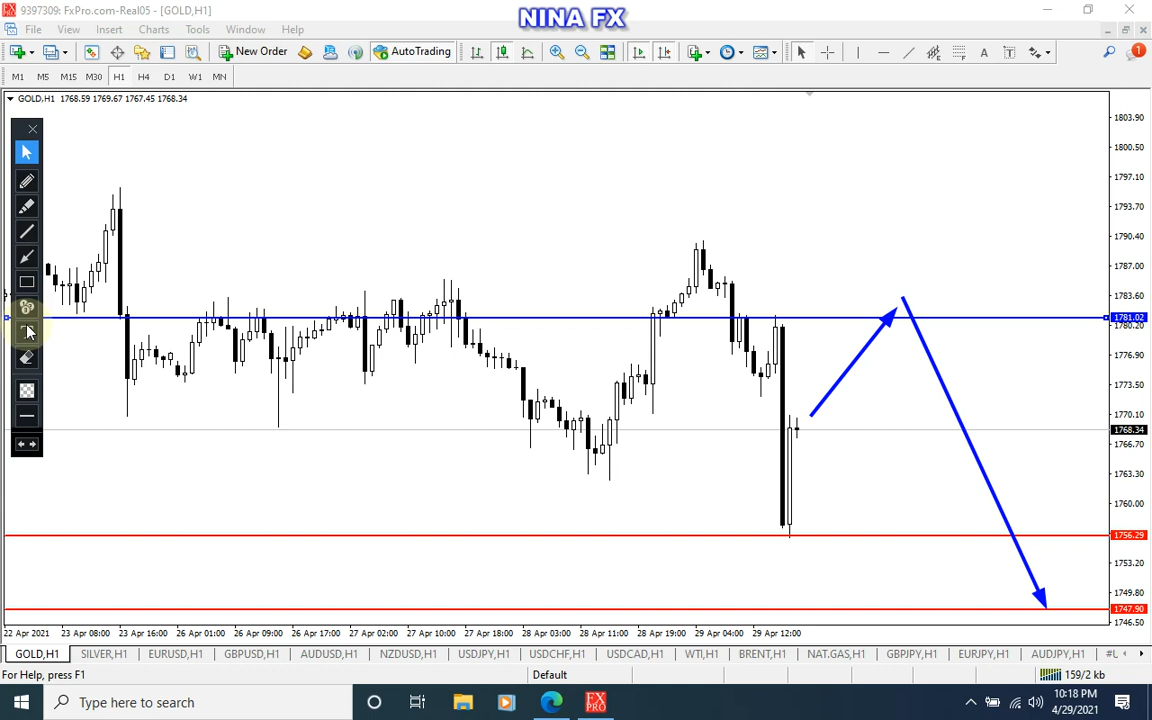 9397309: FxPro.com-Real05 - [GOLD,H1]
NINA FX
File View Insert Charts Tools Window Help
New Order AutoTrading A T 1
M1 M5 M15 M30 H1 H4 D1 W1 MN
GOLD,H1 1768.59 1769.67 1767.45 1768.34
1803.90
1800.50
1797.10
1793.70
1790.40
1787.00
1783.60
1781.02
1780.20
1776.90
1773.50
1770.10
1768.34
1766.70
1763.30
1760.00
1756.29
1753.20
1749.80
1747.90
1746.50
22 Apr 2021 23 Apr 08:00 23 Apr 16:00 26 Apr 01:00 26 Apr 09:00 26 Apr 17:00 27 Apr 02:00 27 Apr 10:00 27 Apr 18:00 28 Apr 03:00 28 Apr 11:00 28 Apr 19:00 29 Apr 04:00 29 Apr 12:00
GOLD,H1 SILVER,H1 EURUSD,H1 GBPUSD,H1 AUDUSD,H1 NZDUSD,H1 USDJPY,H1 USDCHF,H1 USDCAD,H1 WTI,H1 BRENT,H1 NAT.GAS,H1 GBPJPY,H1 EURJPY,H1 AUDJPY,H1 #U
For Help, press F1 Default 159/2 kb
Type here to search
FX PRO
10:18 PM
4/29/2021